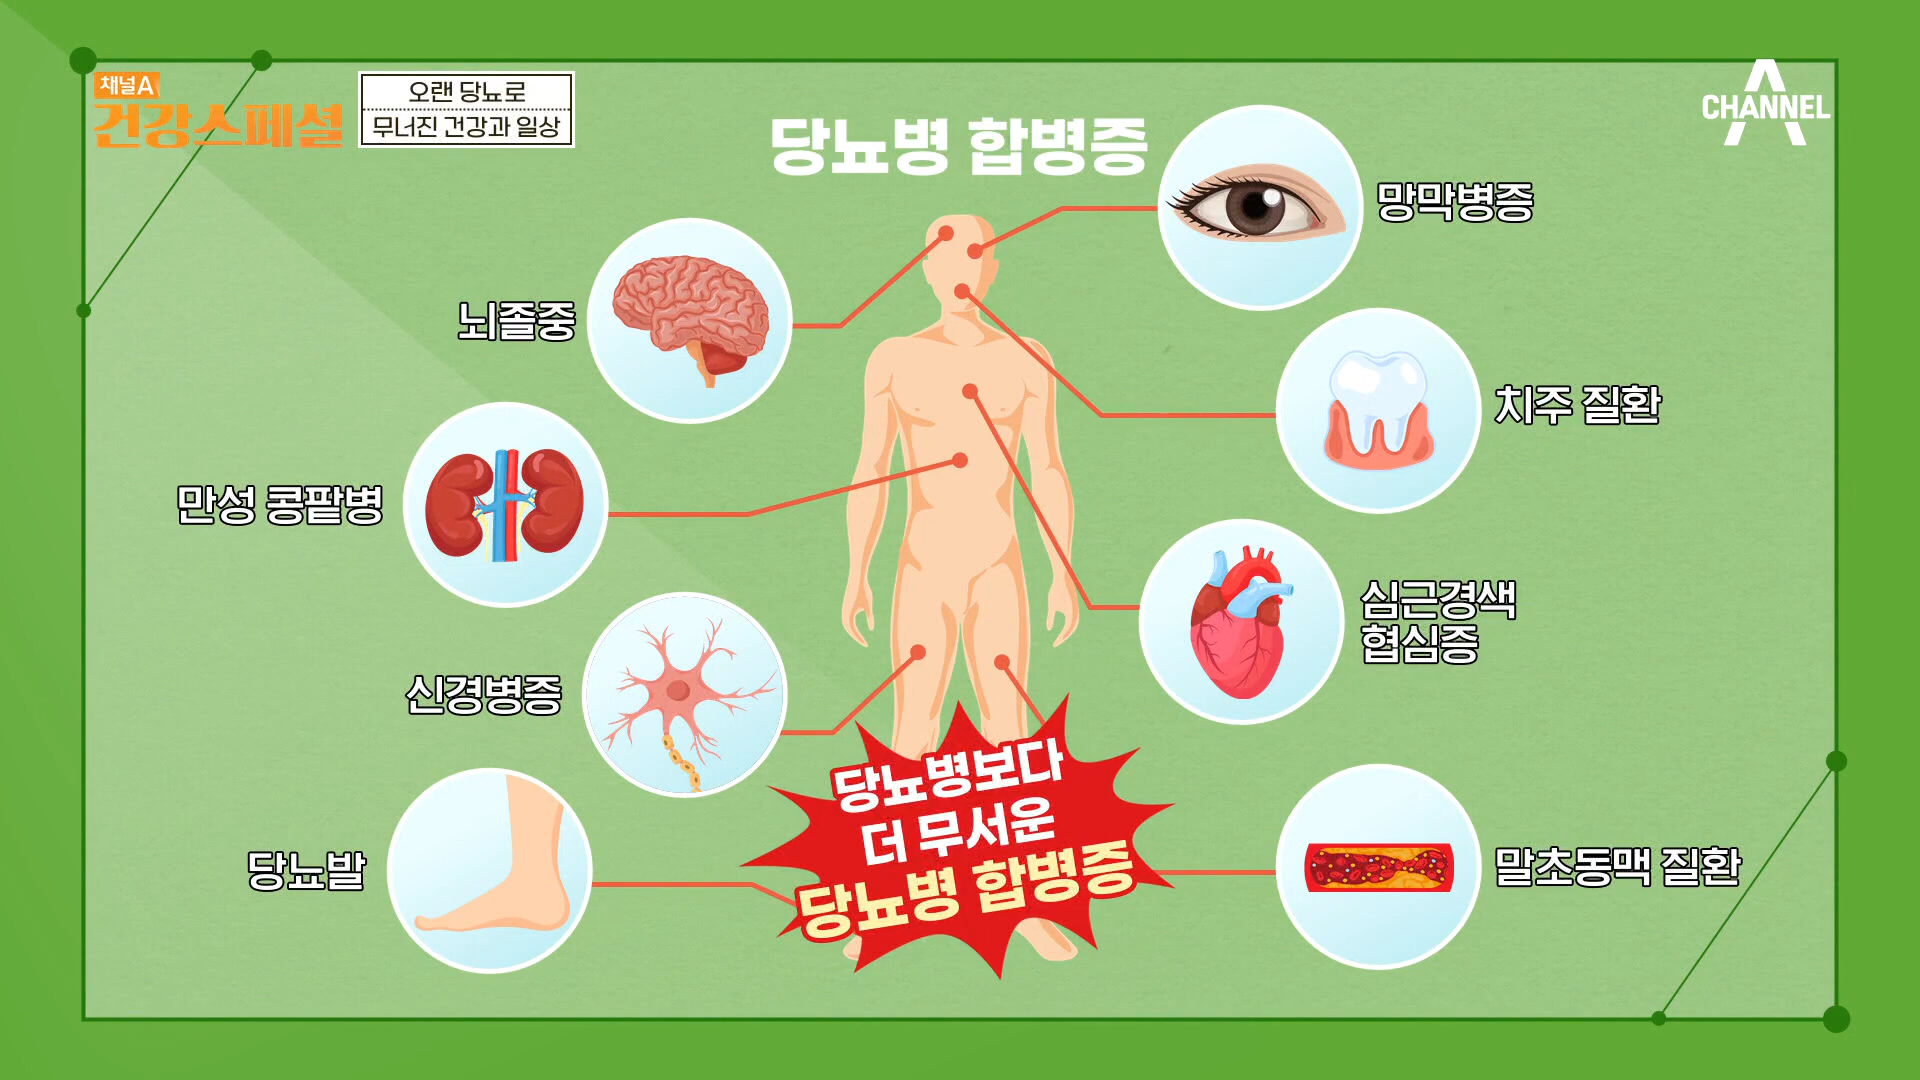 채널A
건강스페셜
오랜 당뇨로
무너진 건강과 일상
CHANNEL A
당뇨병 합병증
망막병증
뇌졸중
치주 질환
만성 콩팥병
심근경색
협심증
신경병증
당뇨병보다
더 무서운
당뇨병 합병증
당뇨발
말초동맥 질환